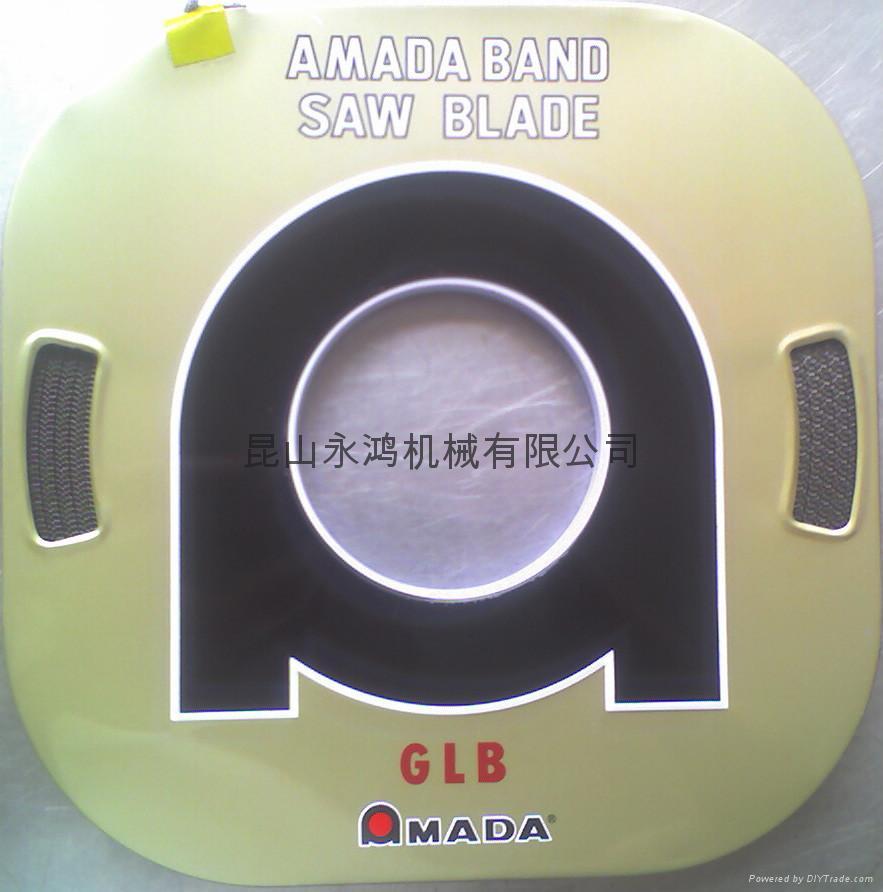 AMADA BAND
SAW BLADE
昆山永鸿机械有限公司
GLB
AMADA®
Powered by DIYTrade.com